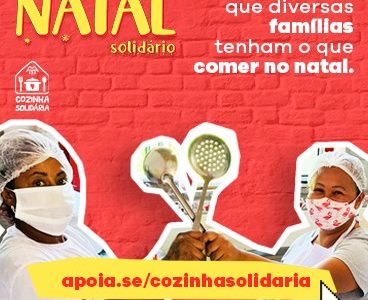 NATAL
solidário
que diversas
famílias
tenham o que
comer no natal.
COZINHA
SOLIDÁRIA
apoia.se/cozinhasolidaria